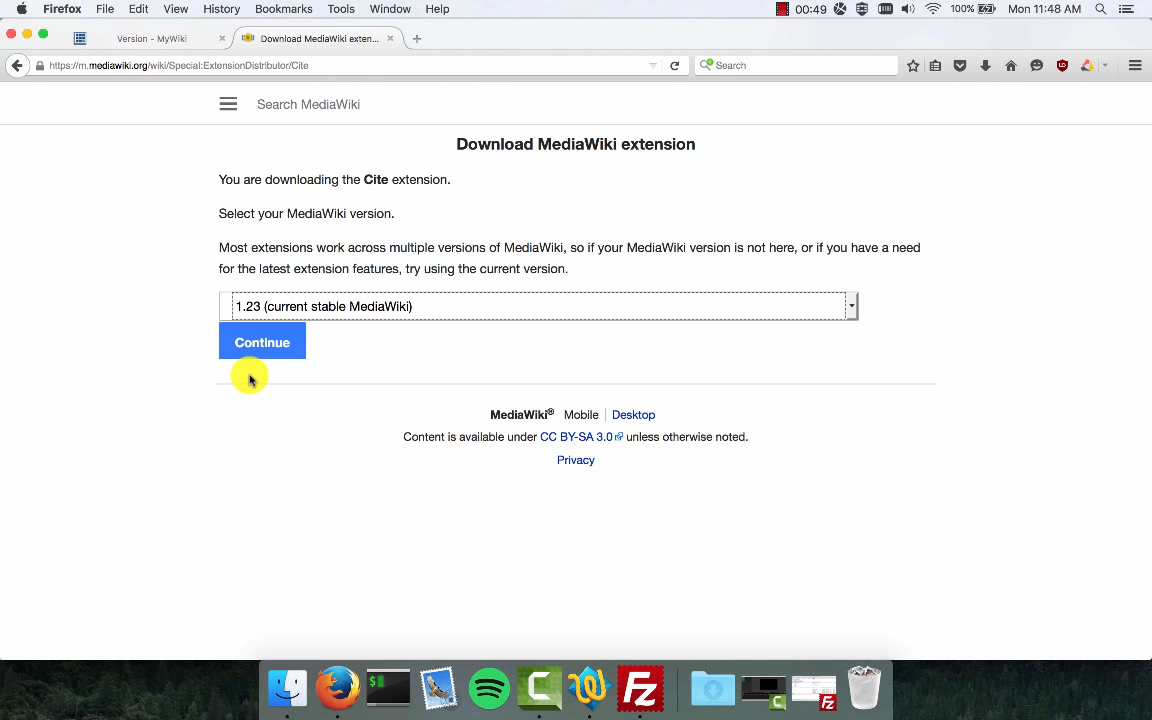 Firefox File Edit View History Bookmarks Tools Window Help 00:49 100% Mon 11:48 AM
Version - MyWiki Download MediaWiki exten...
https://m.mediawiki.org/wiki/Special:ExtensionDistributor/Cite Search
Search MediaWiki
Download MediaWiki extension
You are downloading the Cite extension.
Select your MediaWiki version.
Most extensions work across multiple versions of MediaWiki, so if your MediaWiki version is not here, or if you have a need
for the latest extension features, try using the current version.
1.23 (current stable MediaWiki)
Continue
MediaWiki® Mobile Desktop
Content is available under CC BY-SA 3.0 unless otherwise noted.
Privacy
$ C Fz C Fz